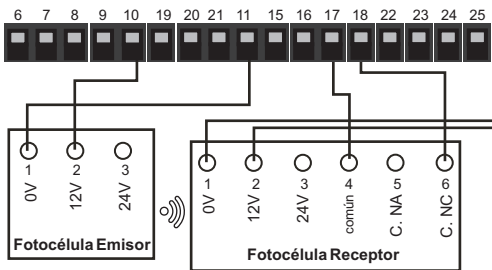 6 7 8 9 10 19 20 21 11 15 16 17 18 22 23 24 25
1 2 3
0V 12V 24V
Fotocélula Emisor
1 2 3 4 5 6
0V 12V 24V común C. NA C. NC
Fotocélula Receptor